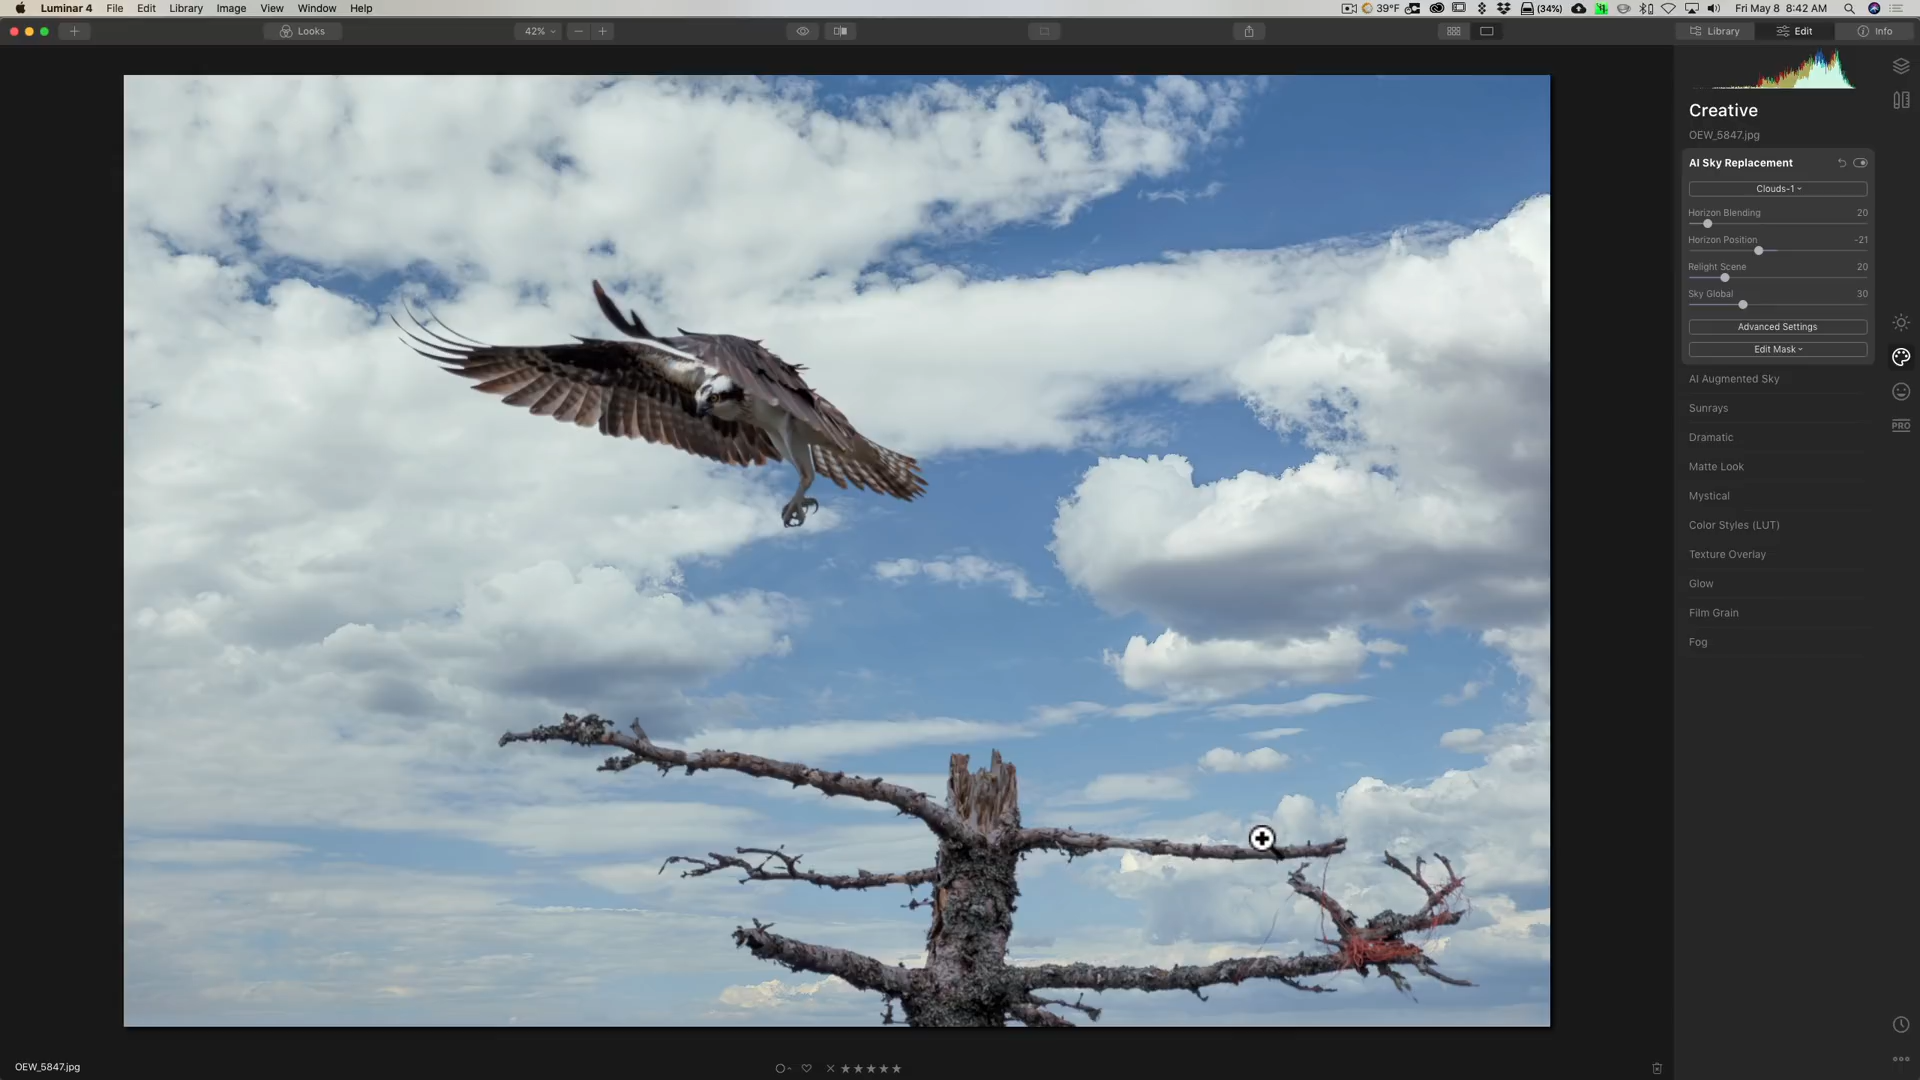 Luminar 4 File Edit Library Image View Window Help 39°F (34%) Fri May 8 8:42 AM
Looks 42% Library Edit Info
Creative
OEW_5847.jpg
AI Sky Replacement
Clouds-1
Horizon Blending 20
Horizon Position -21
Relight Scene 20
Sky Global 30
Advanced Settings
Edit Mask
AI Augmented Sky
Sunrays
Dramatic
Matte Look
Mystical
Color Styles (LUT)
PRO
Texture Overlay
Glow
Film Grain
Fog
OEW_5847.jpg